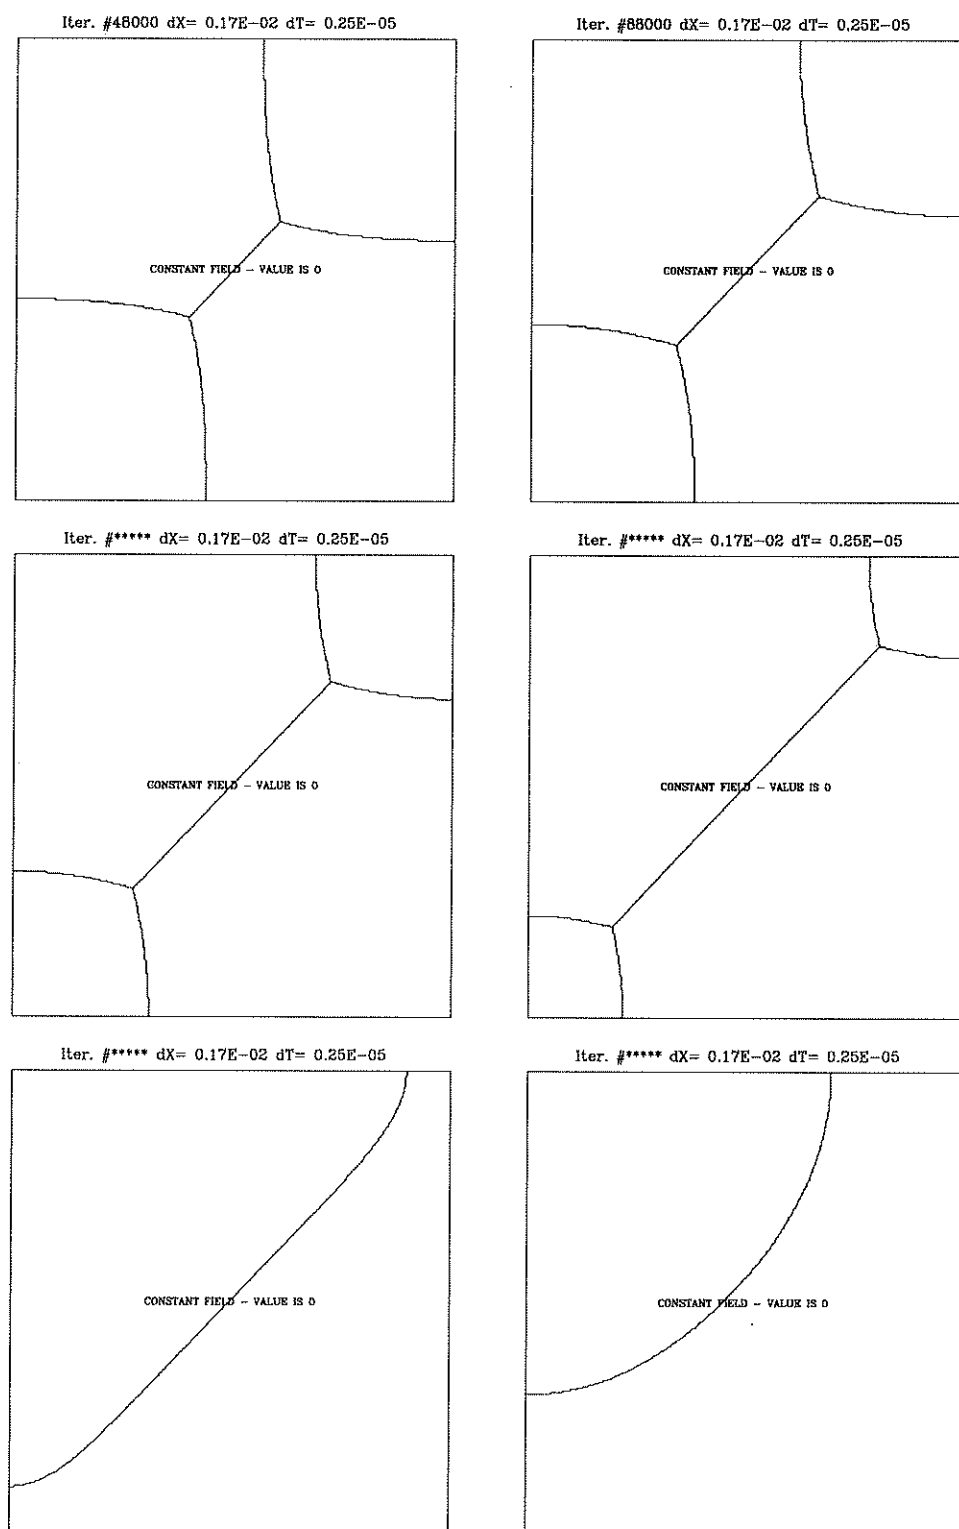 Iter. #48000 dX= 0.17E-02 dT= 0.25E-05
CONSTANT FIELD - VALUE IS 0
Iter. #88000 dX= 0.17E-02 dT= 0.25E-05
CONSTANT FIELD - VALUE IS 0
Iter. #***** dX= 0.17E-02 dT= 0.25E-05
CONSTANT FIELD - VALUE IS 0
Iter. #***** dX= 0.17E-02 dT= 0.25E-05
CONSTANT FIELD - VALUE IS 0
Iter. #***** dX= 0.17E-02 dT= 0.25E-05
CONSTANT FIELD - VALUE IS 0
Iter. #***** dX= 0.17E-02 dT= 0.25E-05
CONSTANT FIELD - VALUE IS 0